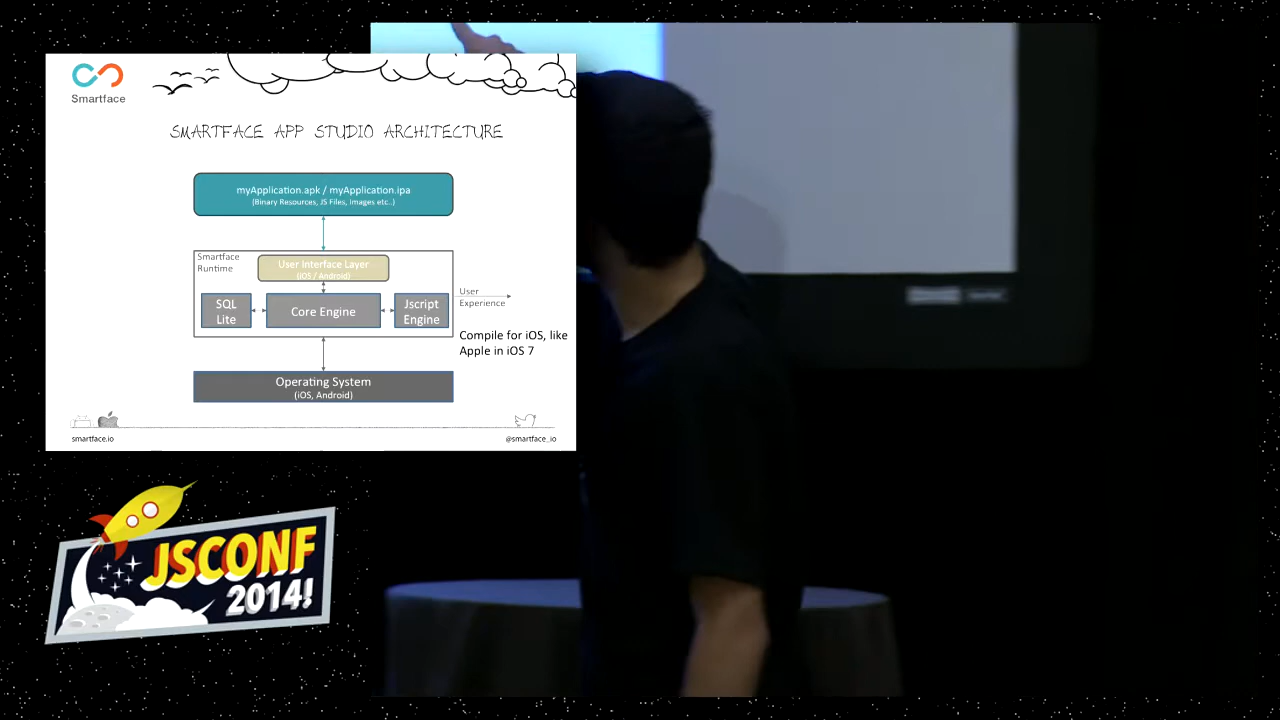 Smartface
SMARTFACE APP STUDIO ARCHITECTURE
myApplication.apk / myApplication.ipa
(Binary Resources, JS Files, images etc..)
Smartface
Runtime
User Interface Layer
(iOS / Android)
SQL
Lite
Core Engine
Jscript
Engine
User
Experience
Compile for iOS, like
Apple in iOS 7
Operating System
(iOS, Android)
smartface.io
@smartface_io
JSCONF
2014!